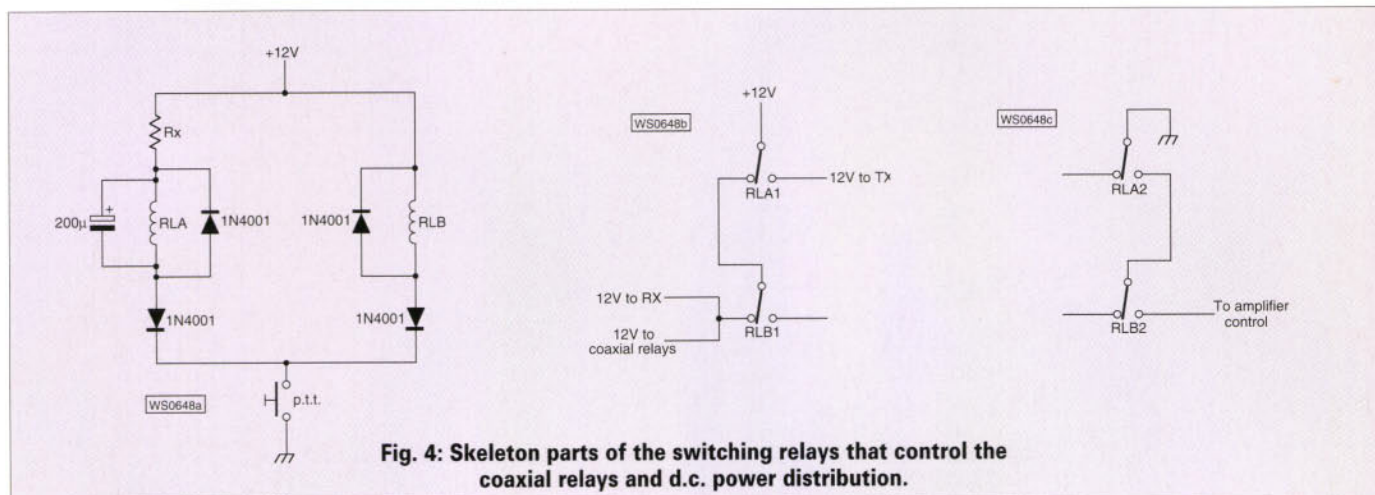 +12V
Rx
200µ
+
RLA
1N4001
1N4001
RLB
1N4001
1N4001
WS0648a
p.t.t.
WS0648b
+12V
12V to TX
RLA1
12V to RX
12V to
coaxial relays
RLB1
WS0648c
RLA2
RLB2
To amplifier
control
Fig. 4: Skeleton parts of the switching relays that control the
coaxial relays and d.c. power distribution.